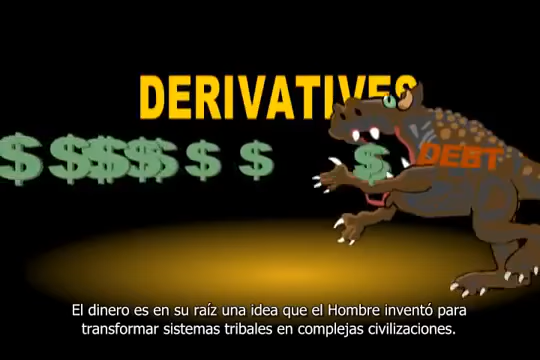 DERIVATIVES
$ $ $ $ $ $ $ $
DEBT
El dinero es en su raíz una idea que el Hombre inventó para
transformar sistemas tribales en complejas civilizaciones.